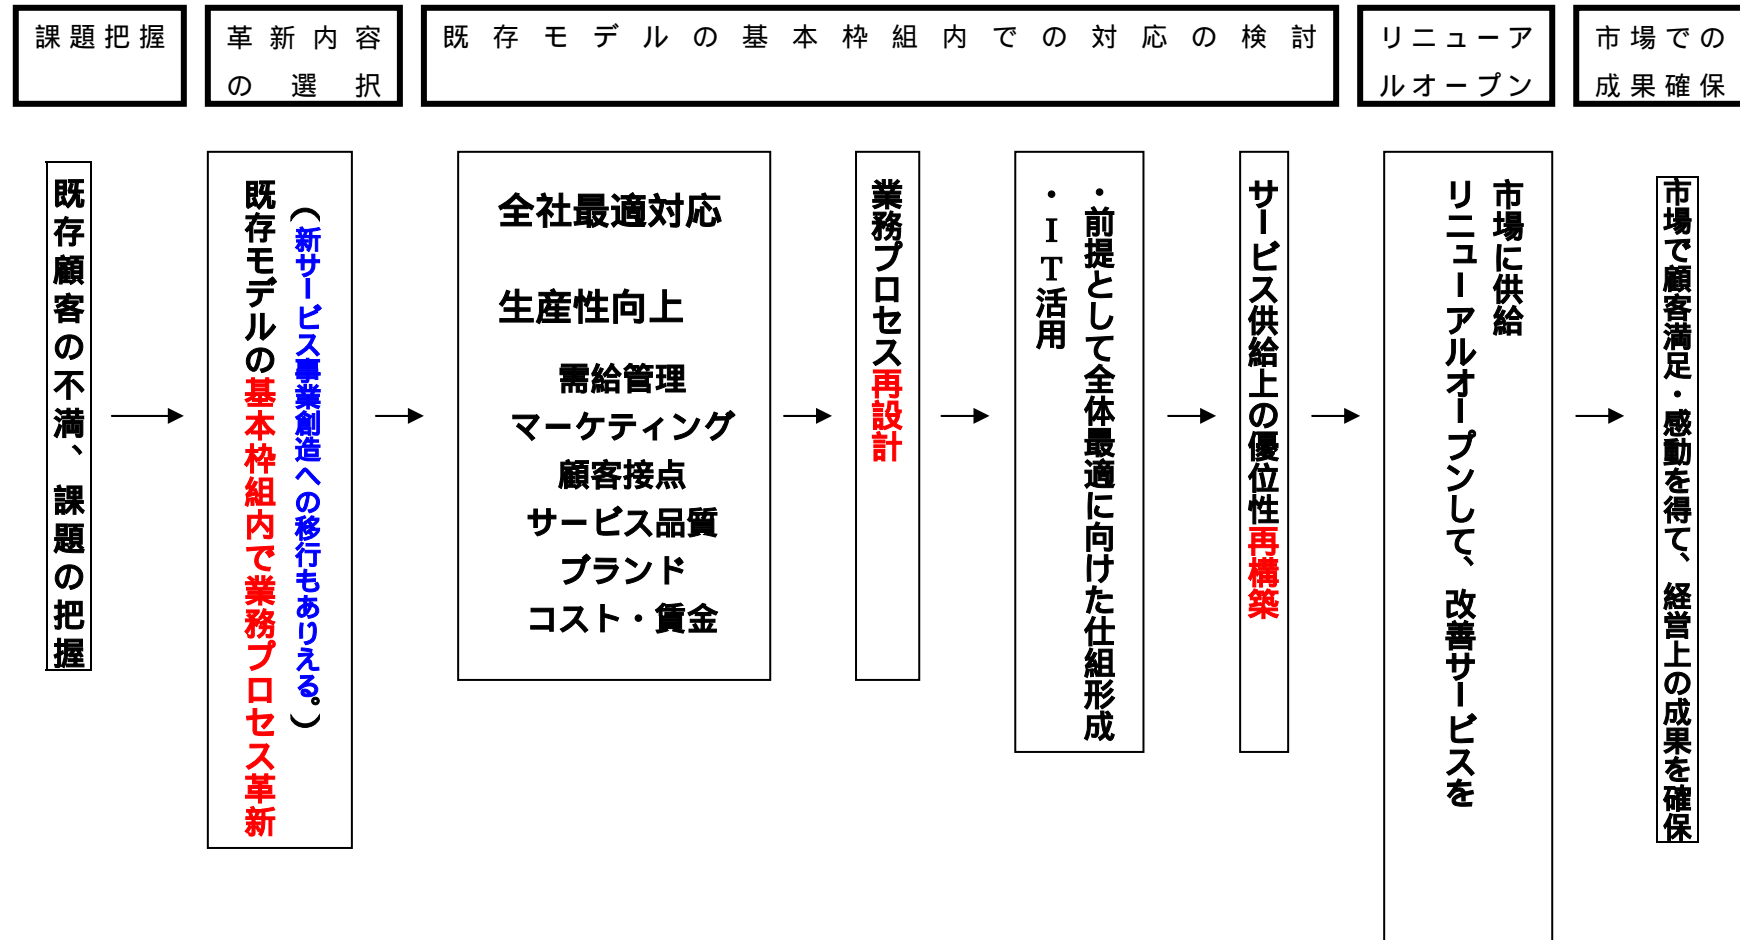 課題把握
革新内容
の選択
既存モデルの基本枠組内での対応の検討
リニューア
ルオープン
市場での
成果確保
既存顧客の不満、課題の把握
既存モデルの基本枠組内で業務プロセス革新
（新サービス事業創造への移行もありえる。）
全社最適対応
生産性向上
需給管理
マーケティング
顧客接点
サービス品質
ブランド
コスト・賃金
業務プロセス再設計
・IT活用
・前提として全体最適に向けた仕組形成
サービス供給上の優位性再構築
リニューアルオープンして、改善サービスを
市場に供給
市場で顧客満足・感動を得て、経営上の成果を確保